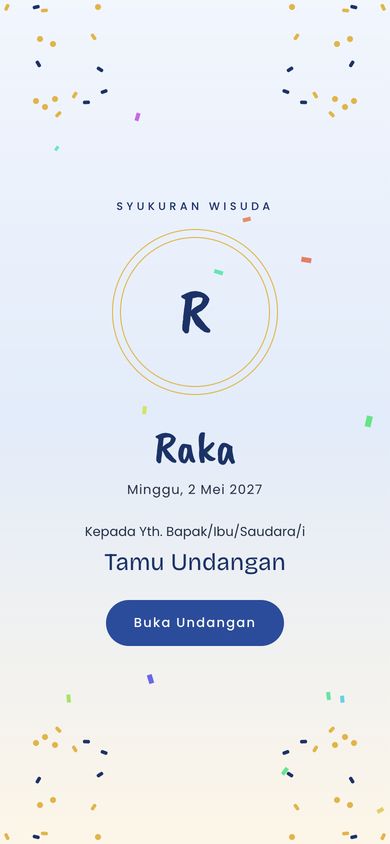 SYUKURAN WISUDA
R
Raka
Minggu, 2 Mei 2027
Kepada Yth. Bapak/Ibu/Saudara/i
Tamu Undangan
Buka Undangan